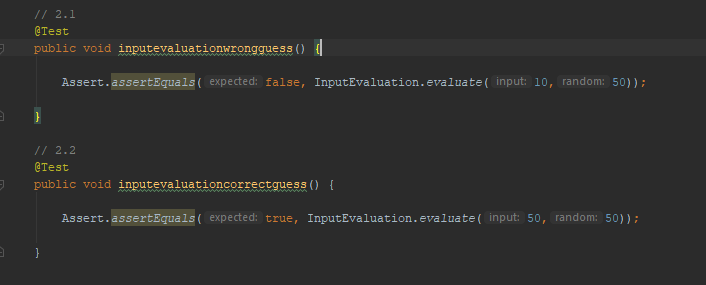 // 2.1
@Test
public void inputevaluationwrongguess() {
Assert.assertEquals( expected: false, InputEvaluation.evaluate( input: 10, random: 50));
}
// 2.2
@Test
public void inputevaluationcorrectguess() {
Assert.assertEquals( expected: true, InputEvaluation.evaluate( input: 50, random: 50));
}